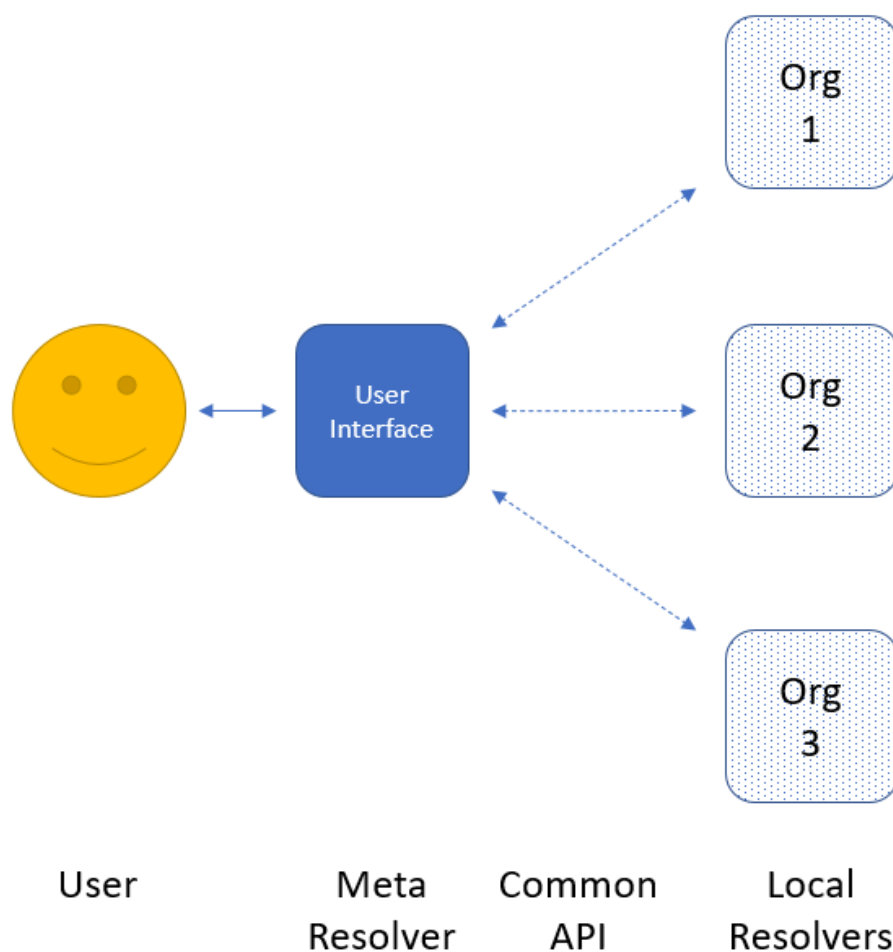 Org
1
User
Interface
Org
2
Org
3
User
Meta
Resolver
Common
API
Local
Resolvers